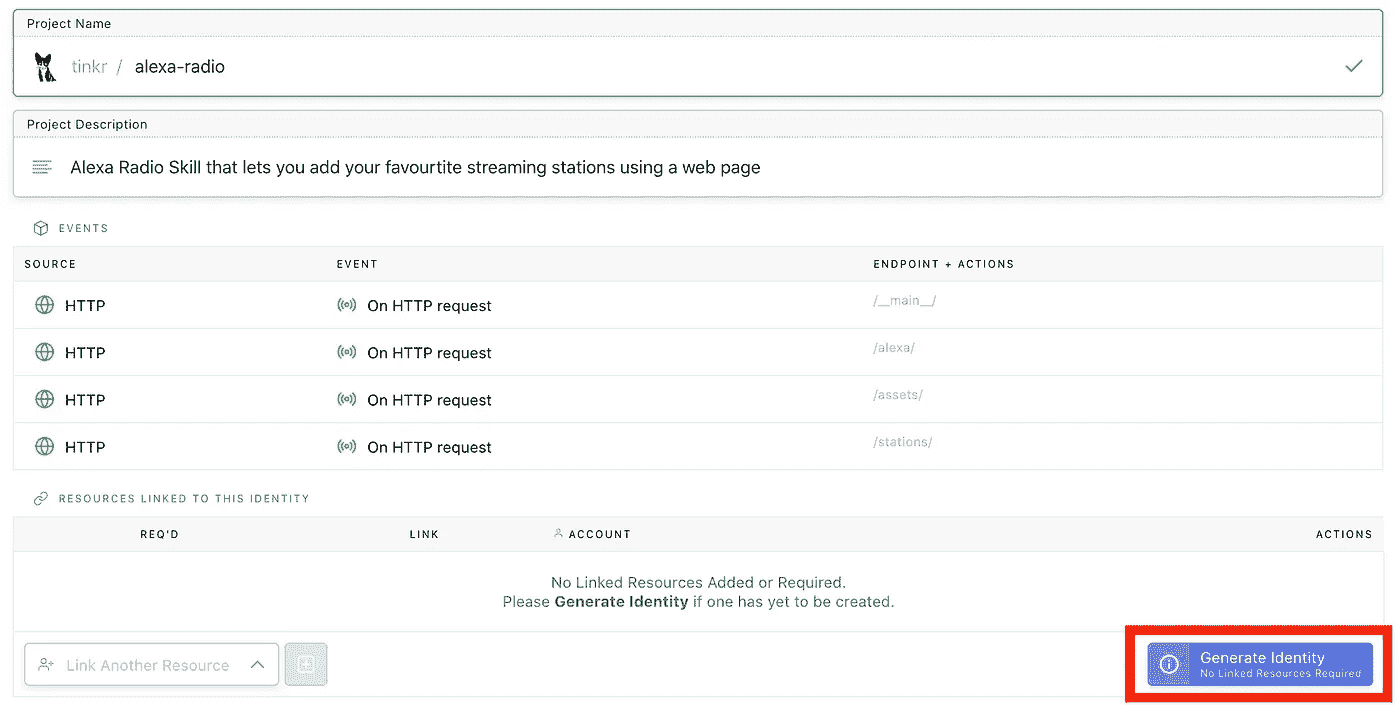 Project Name
tinkr / alexa-radio
Project Description
Alexa Radio Skill that lets you add your favourtite streaming stations using a web page
EVENTS
SOURCE EVENT ENDPOINT + ACTIONS
HTTP On HTTP request /__main__/
HTTP On HTTP request /alexa/
HTTP On HTTP request /assets/
HTTP On HTTP request /stations/
RESOURCES LINKED TO THIS IDENTITY
REQ'D LINK ACCOUNT ACTIONS
No Linked Resources Added or Required.
Please Generate Identity if one has yet to be created.
Link Another Resource
Generate Identity
No Linked Resources Required